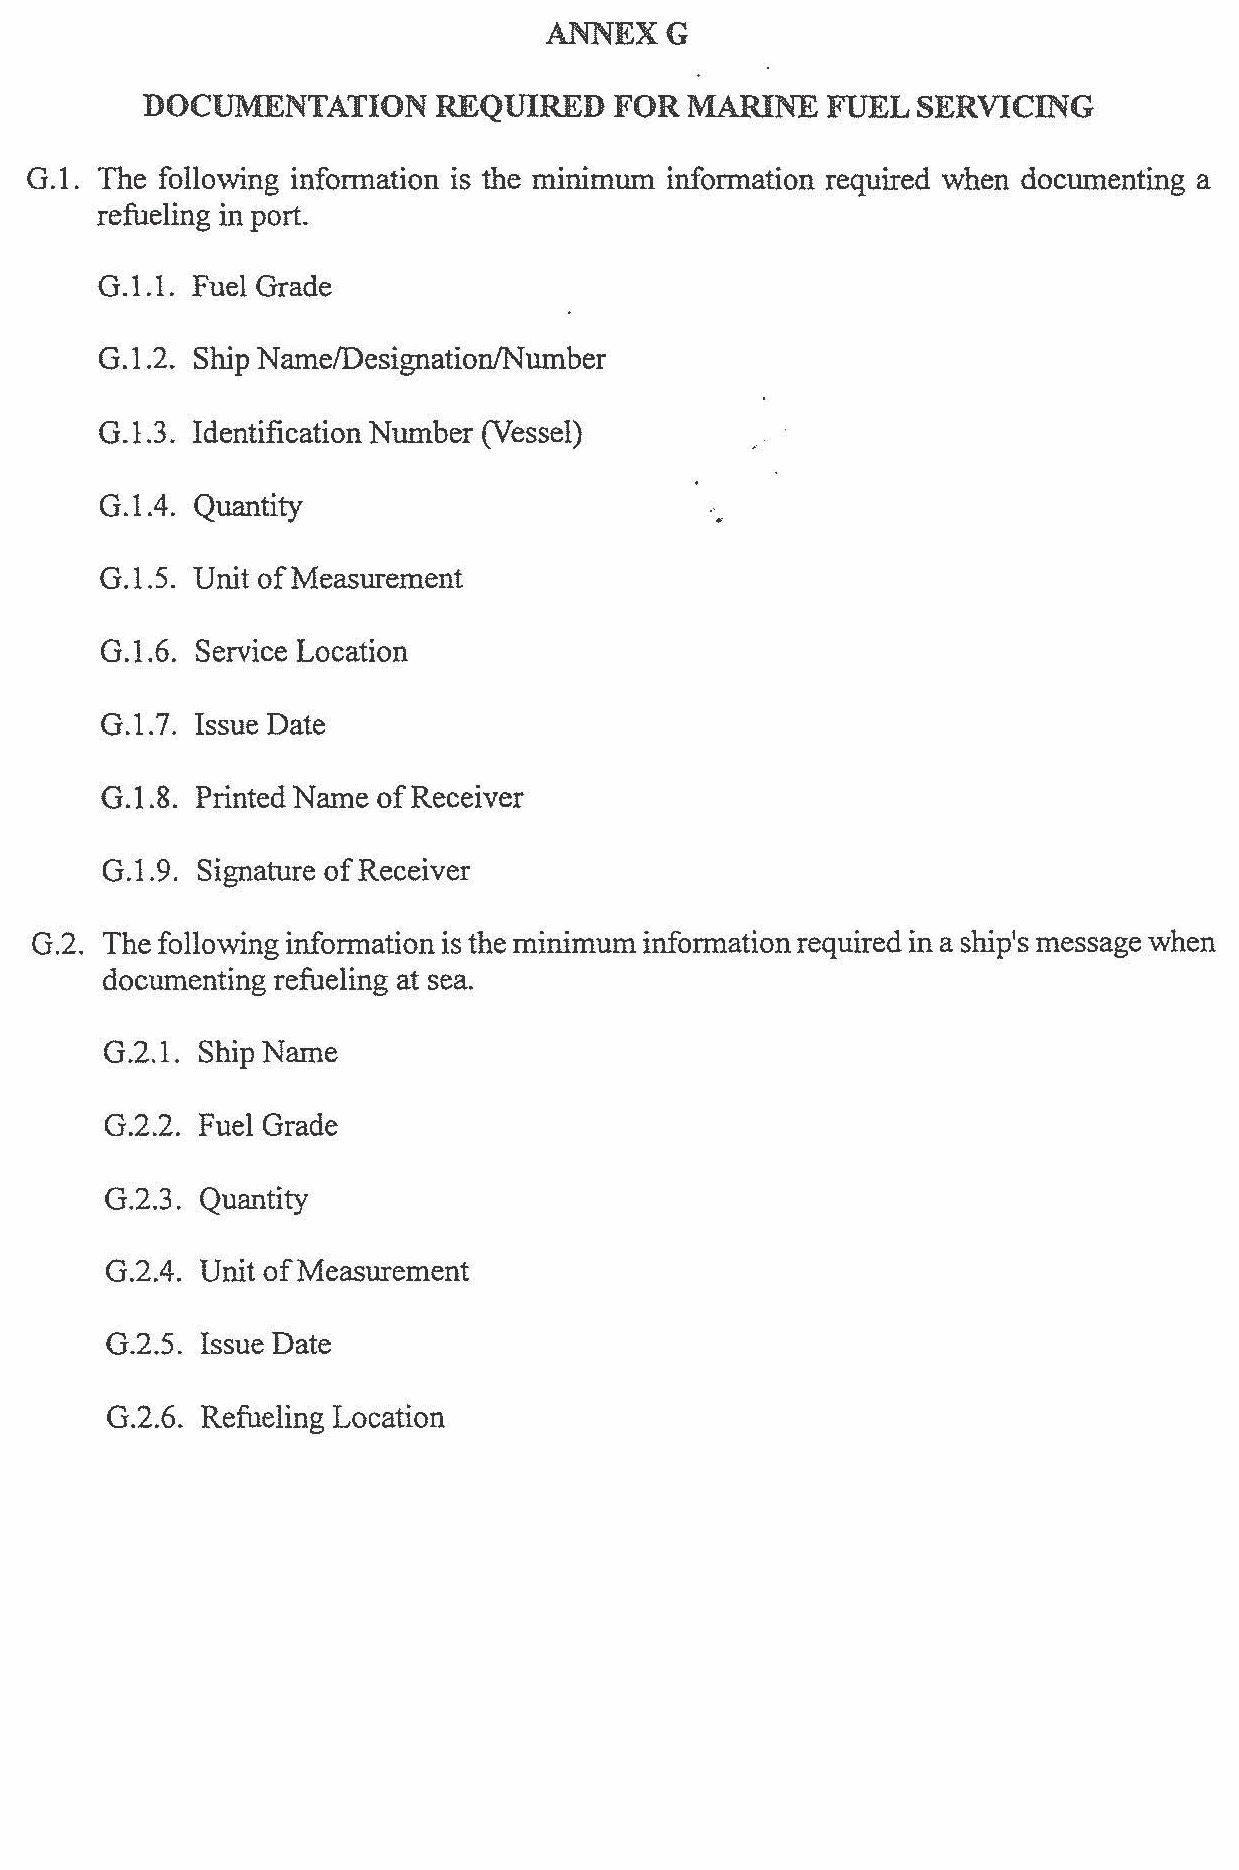 ANNEX G
DOCUMENTATION REQUIRED FOR MARINE FUEL SERVICING
G.1. The following information is the minimum information required when documenting a
refueling in port.
G.1.1. Fuel Grade
G.1.2. Ship Name/Designation/Number
G.1.3. Identification Number (Vessel)
G.1.4. Quantity
G.1.5. Unit of Measurement
G.1.6. Service Location
G.1.7. Issue Date
G.1.8. Printed Name of Receiver
G.1.9. Signature of Receiver
G.2. The following information is the minimum information required in a ship's message when
documenting refueling at sea.
G.2.1. Ship Name
G.2.2. Fuel Grade
G.2.3. Quantity
G.2.4. Unit of Measurement
G.2.5. Issue Date
G.2.6. Refueling Location